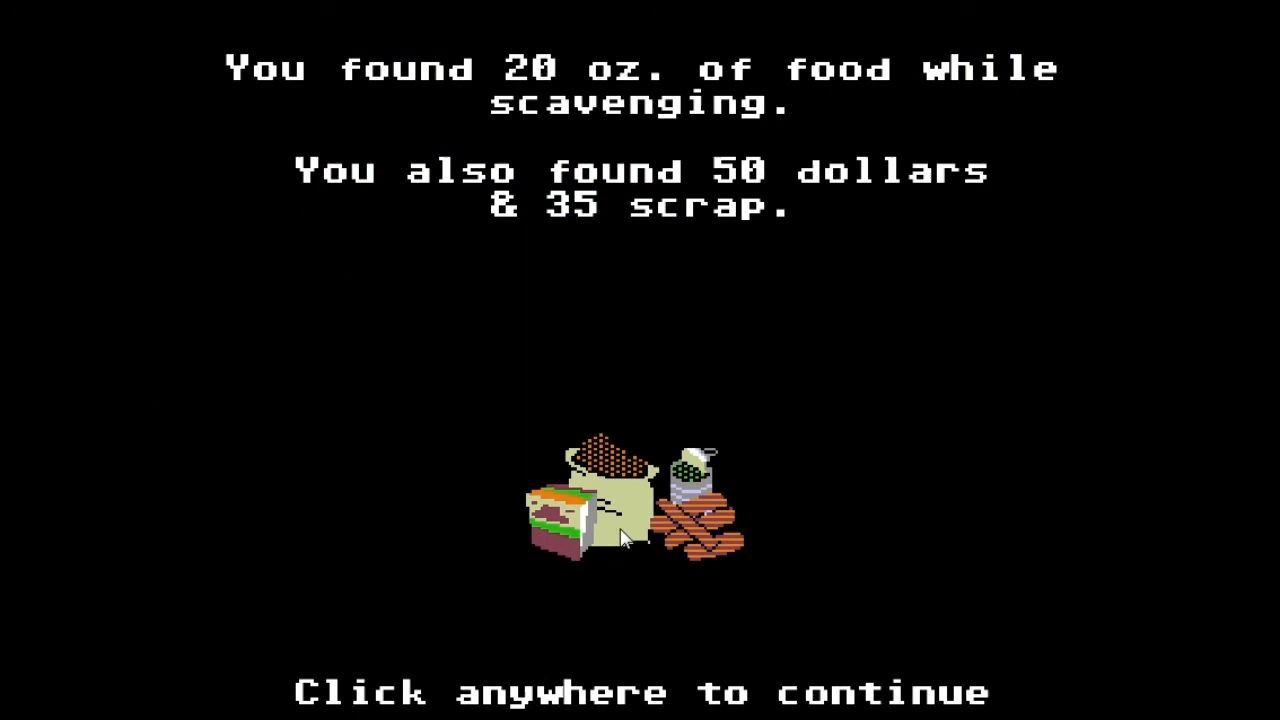 You found 20 oz. of food while
scavenging.
You also found 50 dollars
& 35 scrap.
Click anywhere to continue